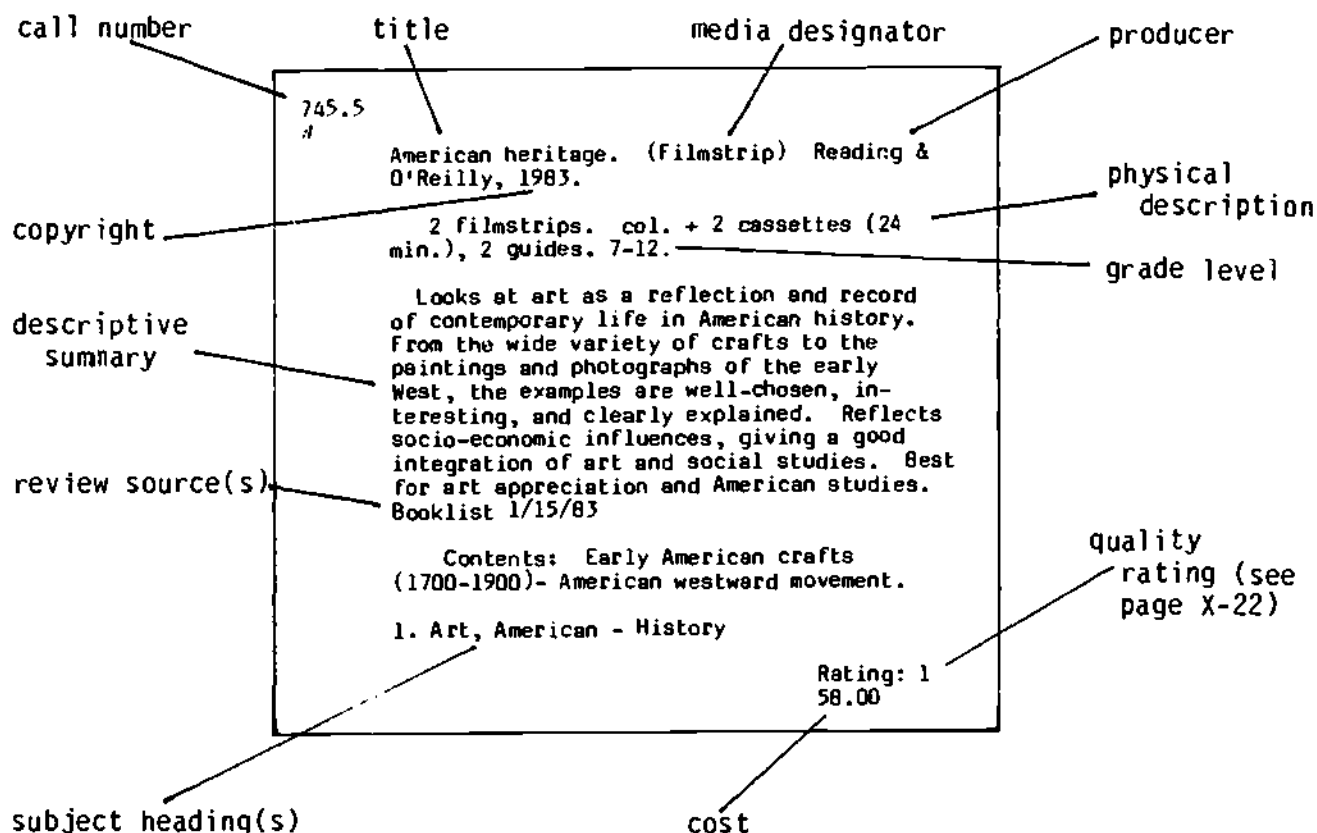 call number title media designator producer
745.5
American heritage. (Filmstrip) Reading &
O'Reilly, 1983.
physical
description
copyright
2 filmstrips. col. + 2 cassettes (24
min.), 2 guides. 7-12.
grade level
descriptive
summary
Looks at art as a reflection and record
of contemporary life in American history.
From the wide variety of crafts to the
paintings and photographs of the early
West, the examples are well-chosen, in-
teresting, and clearly explained. Reflects
socio-economic influences, giving a good
integration of art and social studies. Best
for art appreciation and American studies.
review source(s)
Booklist 1/15/83
Contents: Early American crafts
(1700-1900)- American westward movement.
quality
rating (see
page X-22)
1. Art, American - History
Rating: 1
58.00
subject heading(s) cost